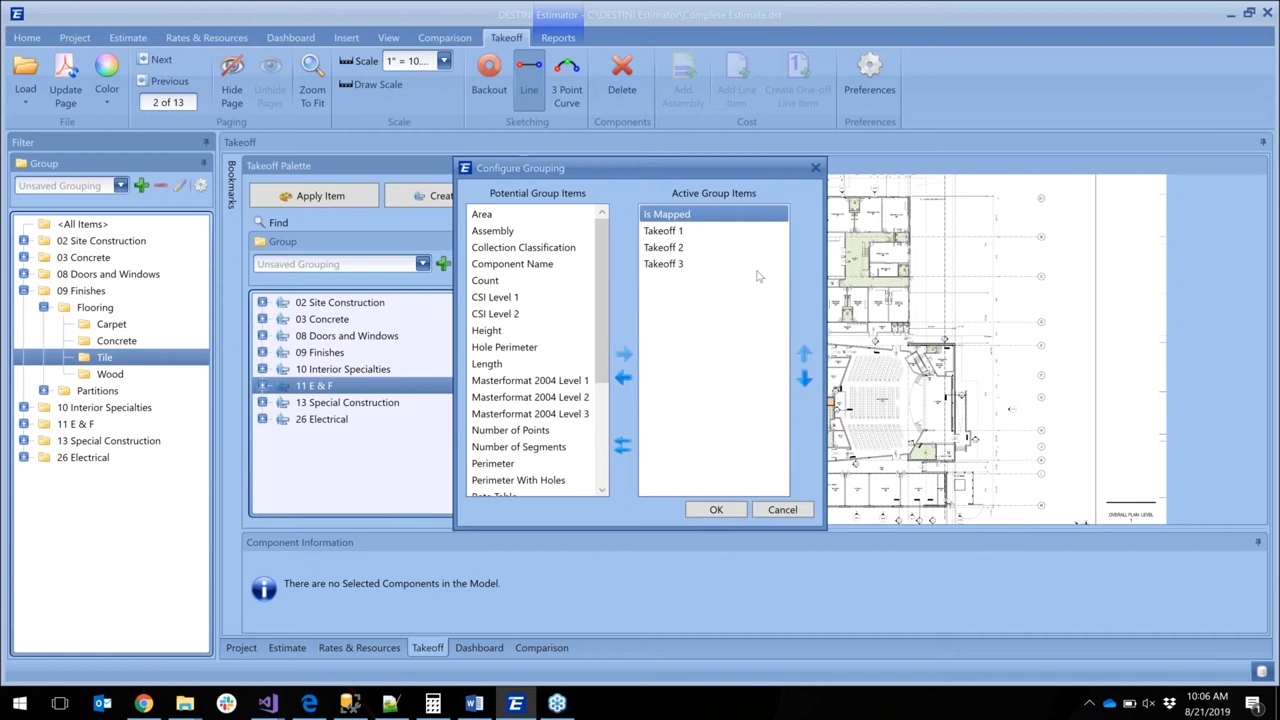 DESTINI Estimator - C:\DESTINI Estimator\Complete Estimate.dst
Home Project Estimate Rates & Resources Dashboard Insert View Comparison Takeoff Reports
Load
Update Page
Color
Next
Previous
2 of 13
Hide Page
Unhide Pages
Zoom To Fit
Scale 1" = 10....
Draw Scale
Backout
Line
3 Point Curve
Delete
Add Assembly
Add Line Item
Create One-off Line Item
Preferences
File
Paging
Scale
Sketching
Components
Cost
Preferences
Filter
Group
Unsaved Grouping
<All Items>
02 Site Construction
03 Concrete
08 Doors and Windows
09 Finishes
Flooring
Carpet
Concrete
Tile
Wood
Partitions
10 Interior Specialties
11 E & F
13 Special Construction
26 Electrical
Takeoff
Bookmarks
Takeoff Palette
Apply Item
Creat
Find
Group
Unsaved Grouping
02 Site Construction
03 Concrete
08 Doors and Windows
09 Finishes
10 Interior Specialties
11 E & F
13 Special Construction
26 Electrical
Configure Grouping
Potential Group Items
Area
Assembly
Collection Classification
Component Name
Count
CSI Level 1
CSI Level 2
Height
Hole Perimeter
Length
Masterformat 2004 Level 1
Masterformat 2004 Level 2
Masterformat 2004 Level 3
Number of Points
Number of Segments
Perimeter
Perimeter With Holes
Active Group Items
Is Mapped
Takeoff 1
Takeoff 2
Takeoff 3
OK
Cancel
OVERALL PLAN LEVEL
1
Component Information
There are no Selected Components in the Model.
Project Estimate Rates & Resources Takeoff Dashboard Comparison
10:06 AM
8/21/2019